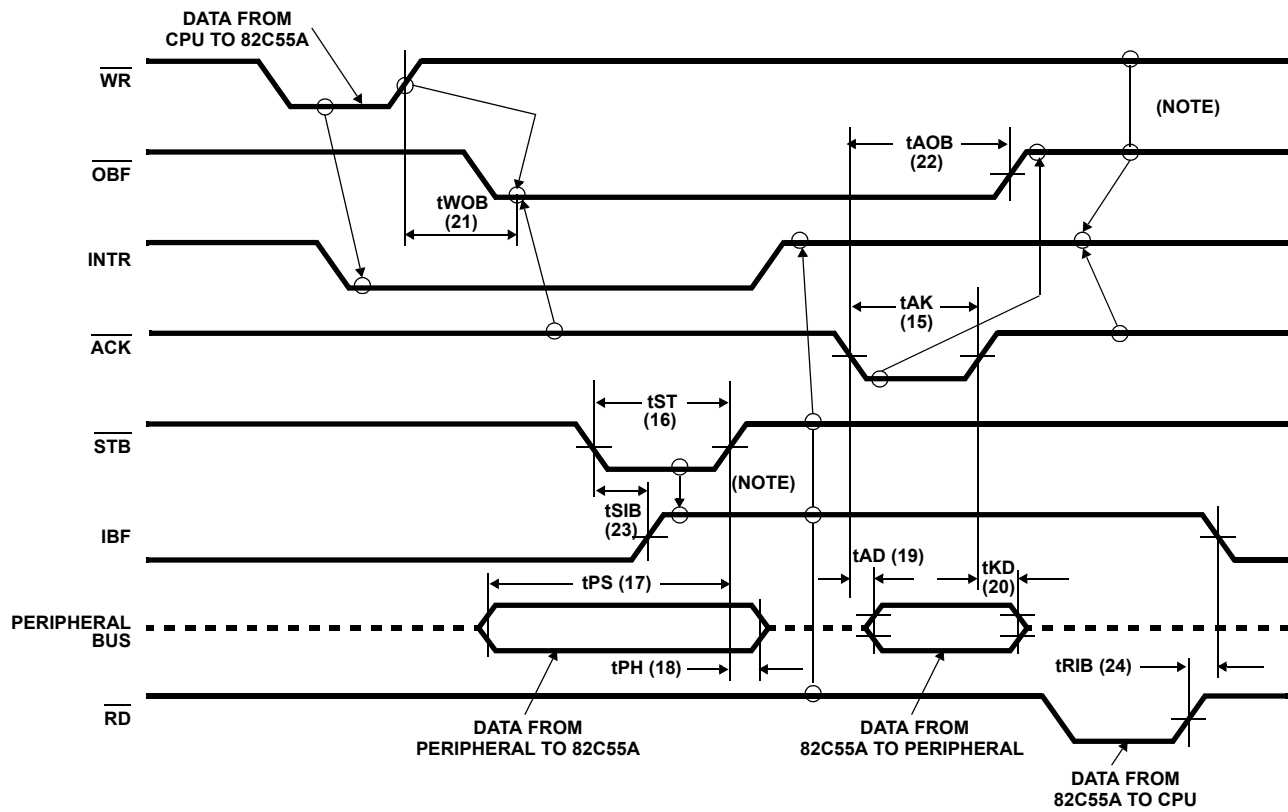 DATA FROM
CPU TO 82C55A
WR
(NOTE)
tAOB
(22)
OBF
tWOB
(21)
INTR
tAK
(15)
ACK
tST
(16)
STB
(NOTE)
tSIB
(23)
IBF
tAD (19)
tKD
(20)
tPS (17)
PERIPHERAL
BUS
tPH (18)
tRIB (24)
RD
DATA FROM
PERIPHERAL TO 82C55A
DATA FROM
82C55A TO PERIPHERAL
DATA FROM
82C55A TO CPU